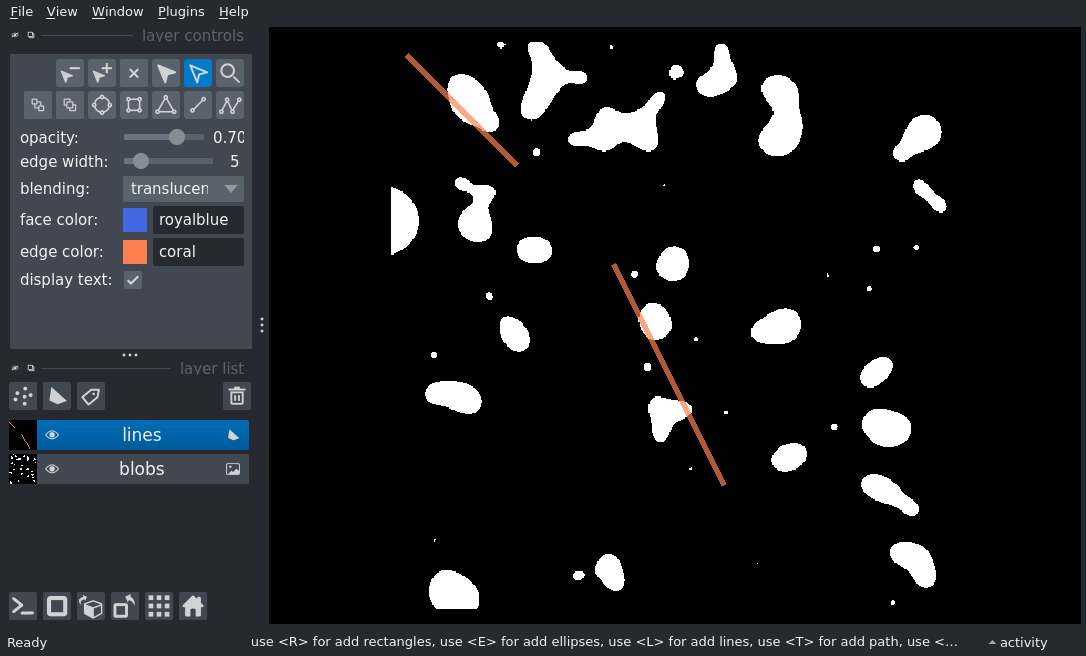 File View Window Plugins Help
layer controls
opacity: 0.70
edge width: 5
blending: translucen
face color: royalblue
edge color: coral
display text:
layer list
lines
blobs
Ready use <R> for add rectangles, use <E> for add ellipses, use <L> for add lines, use <T> for add path, use <... activity